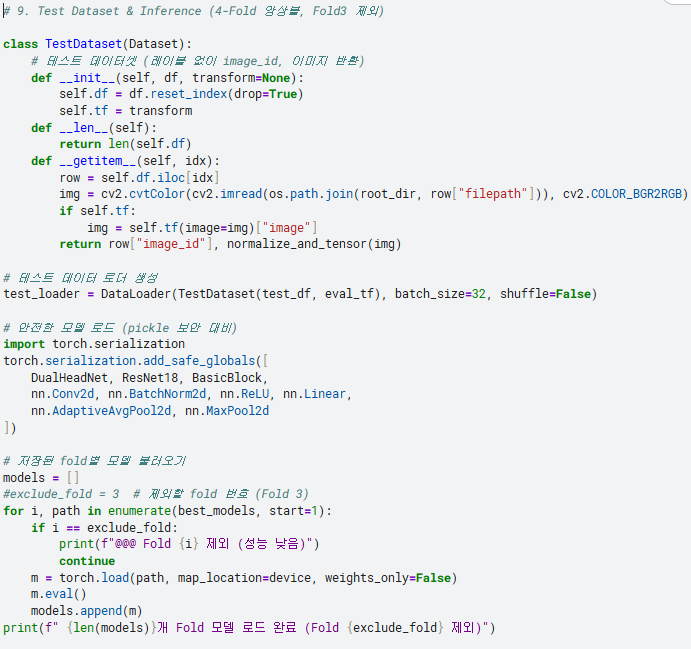 # 9. Test Dataset & Inference (4-Fold 앙상블, Fold3 제외)
class TestDataset(Dataset):
    # 테스트 데이터셋 (레이블 없이 image_id, 이미지 반환)
    def __init__(self, df, transform=None):
        self.df = df.reset_index(drop=True)
        self.tf = transform
    def __len__(self):
        return len(self.df)
    def __getitem__(self, idx):
        row = self.df.iloc[idx]
        img = cv2.cvtColor(cv2.imread(os.path.join(root_dir, row["filepath"])), cv2.COLOR_BGR2RGB)
        if self.tf:
            img = self.tf(image=img)["image"]
        return row["image_id"], normalize_and_tensor(img)
# 테스트 데이터 로더 생성
test_loader = DataLoader(TestDataset(test_df, eval_tf), batch_size=32, shuffle=False)
# 안전한 모델 로드 (pickle 보안 대비)
import torch.serialization
torch.serialization.add_safe_globals([
    DualHeadNet, ResNet18, BasicBlock,
    nn.Conv2d, nn.BatchNorm2d, nn.ReLU, nn.Linear,
    nn.AdaptiveAvgPool2d, nn.MaxPool2d
])
# 저장된 fold별 모델 불러오기
models = []
#exclude_fold = 3  # 제외할 fold 번호 (Fold 3)
for i, path in enumerate(best_models, start=1):
    if i == exclude_fold:
        print(f"@@@ Fold {i} 제외 (성능 낮음)")
        continue
    m = torch.load(path, map_location=device, weights_only=False)
    m.eval()
    models.append(m)
print(f" {len(models)}개 Fold 모델 로드 완료 (Fold {exclude_fold} 제외)")